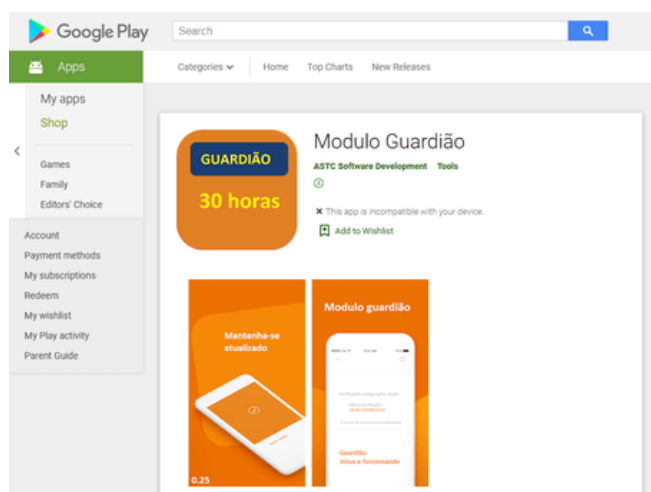 Google Play
Search
Apps
Categories
Home
Top Charts
New Releases
My apps
Shop
Games
Family
Editors' Choice
Account
Payment methods
My subscriptions
Redeem
My wishlist
My Play activity
Parent Guide
GUARDIÃO
30 horas
Modulo Guardião
ASTC Software Development Tools
This app is incompatible with your device.
Add to Wishlist
Mantenha-se
atualizado
0.25
Modulo guardião
Guardião
Ativo e funcionando